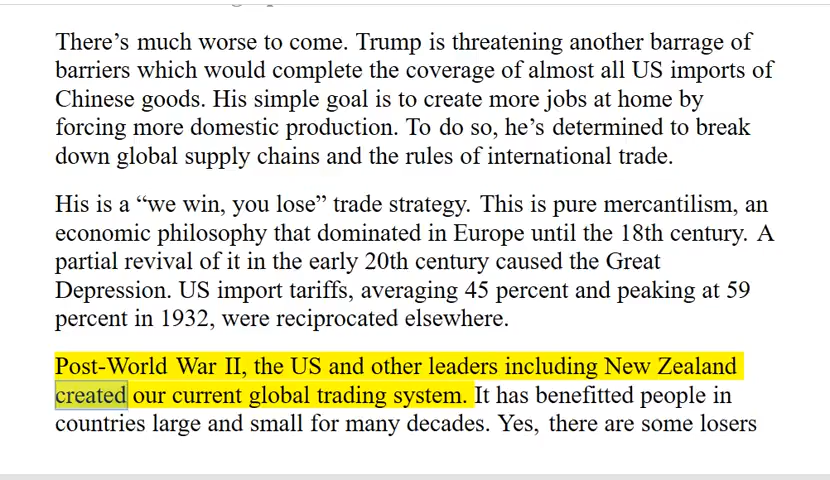 There’s much worse to come. Trump is threatening another barrage of
barriers which would complete the coverage of almost all US imports of
Chinese goods. His simple goal is to create more jobs at home by
forcing more domestic production. To do so, he’s determined to break
down global supply chains and the rules of international trade.
His is a “we win, you lose” trade strategy. This is pure mercantilism, an
economic philosophy that dominated in Europe until the 18th century. A
partial revival of it in the early 20th century caused the Great
Depression. US import tariffs, averaging 45 percent and peaking at 59
percent in 1932, were reciprocated elsewhere.
Post-World War II, the US and other leaders including New Zealand
created our current global trading system. It has benefitted people in
countries large and small for many decades. Yes, there are some losers